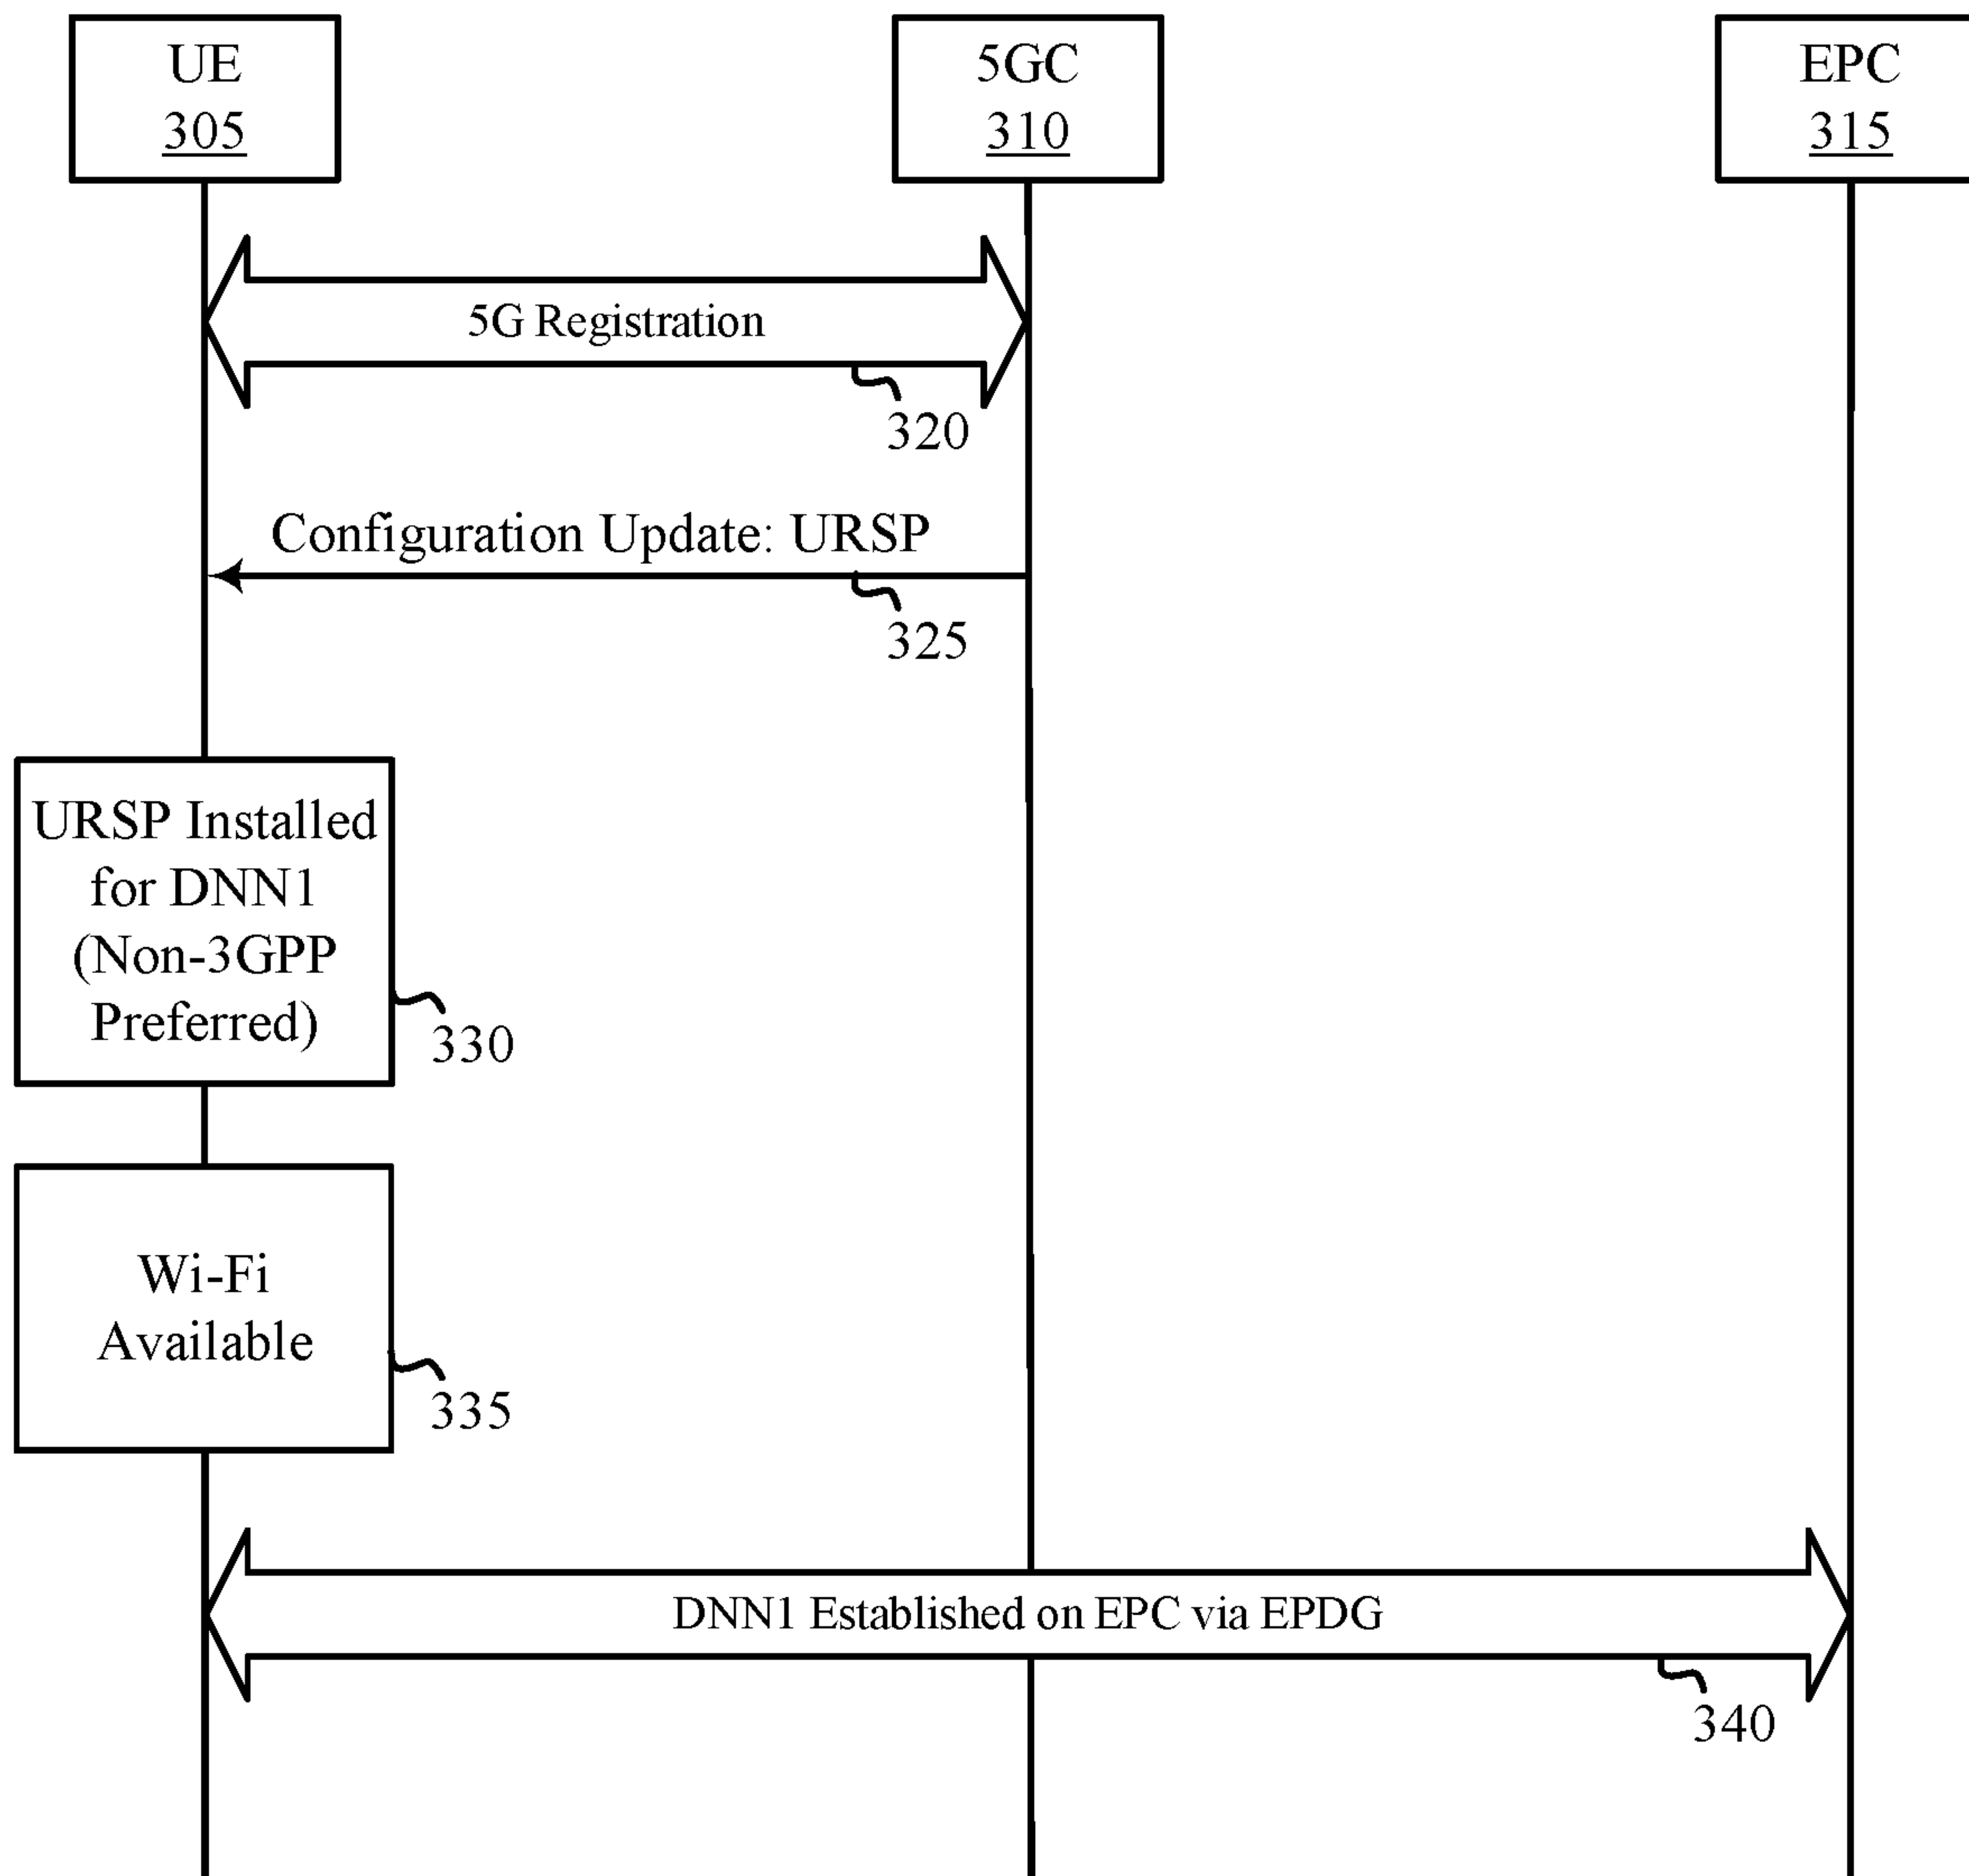 UE
305
5GC
310
EPC
315
5G Registration
320
Configuration Update: URSP
325
URSP Installed
for DNN1
(Non-3GPP
Preferred)
330
Wi-Fi
Available
335
DNN1 Established on EPC via EPDG
340